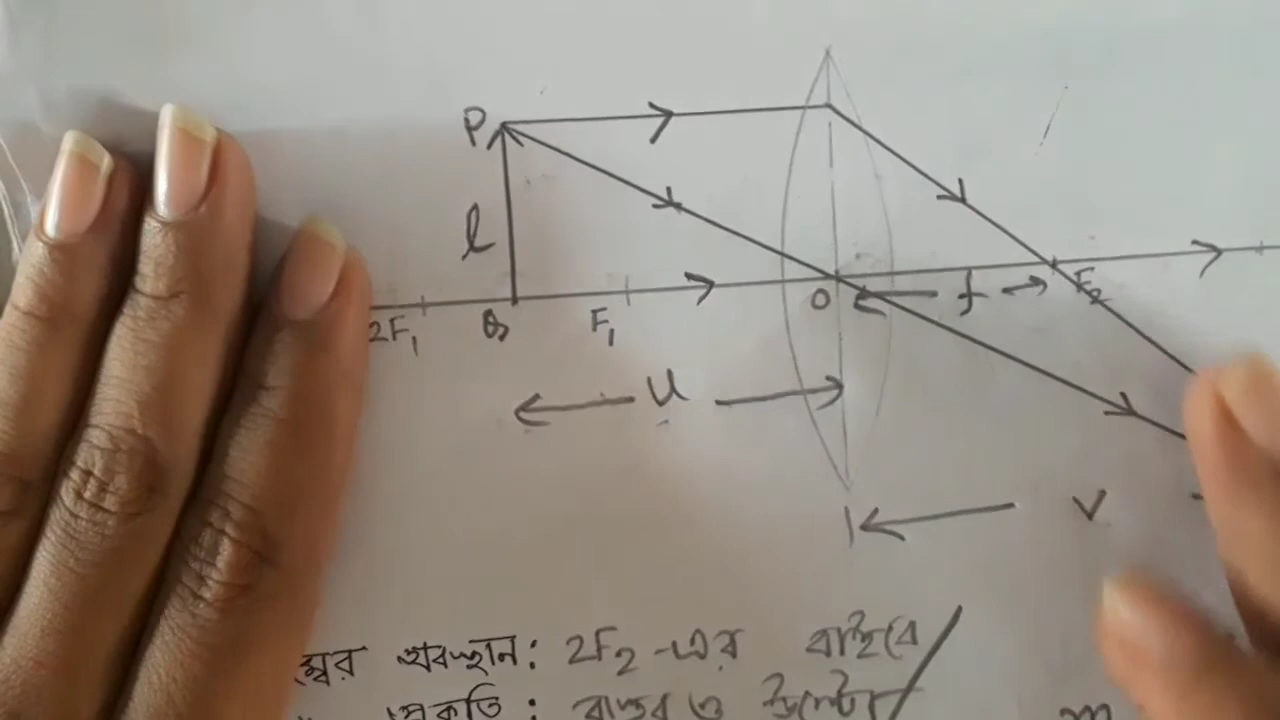 P
l
2F₁ Q F₁ O f F₂
u
v
ম্বের অবস্থান: 2F₂ -এর বাইরে
প্রকৃতি: বাস্তব ও উল্টো
m